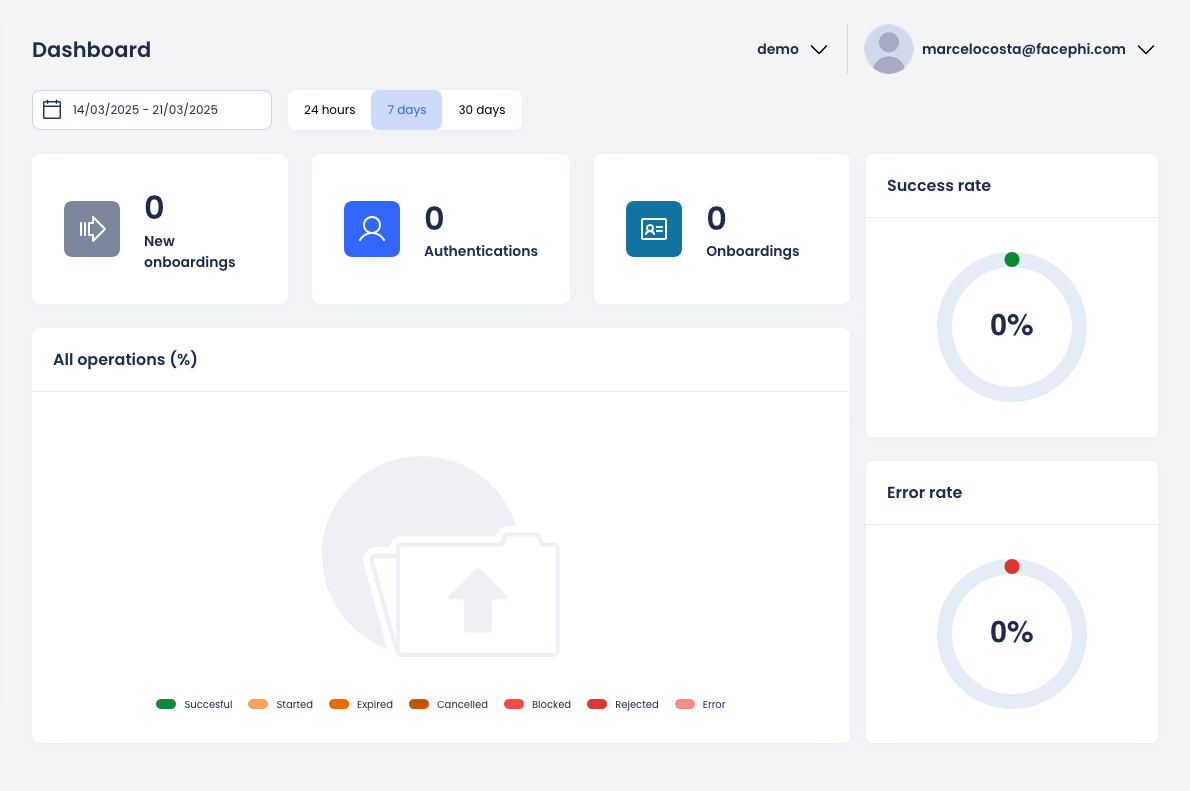 Dashboard
demo
marcelocosta@facephi.com
14/03/2025 - 21/03/2025
24 hours
7 days
30 days
0
New
onboardings
0
Authentications
0
Onboardings
Success rate
0%
All operations (%)
Succesful
Started
Expired
Cancelled
Blocked
Rejected
Error
Error rate
0%